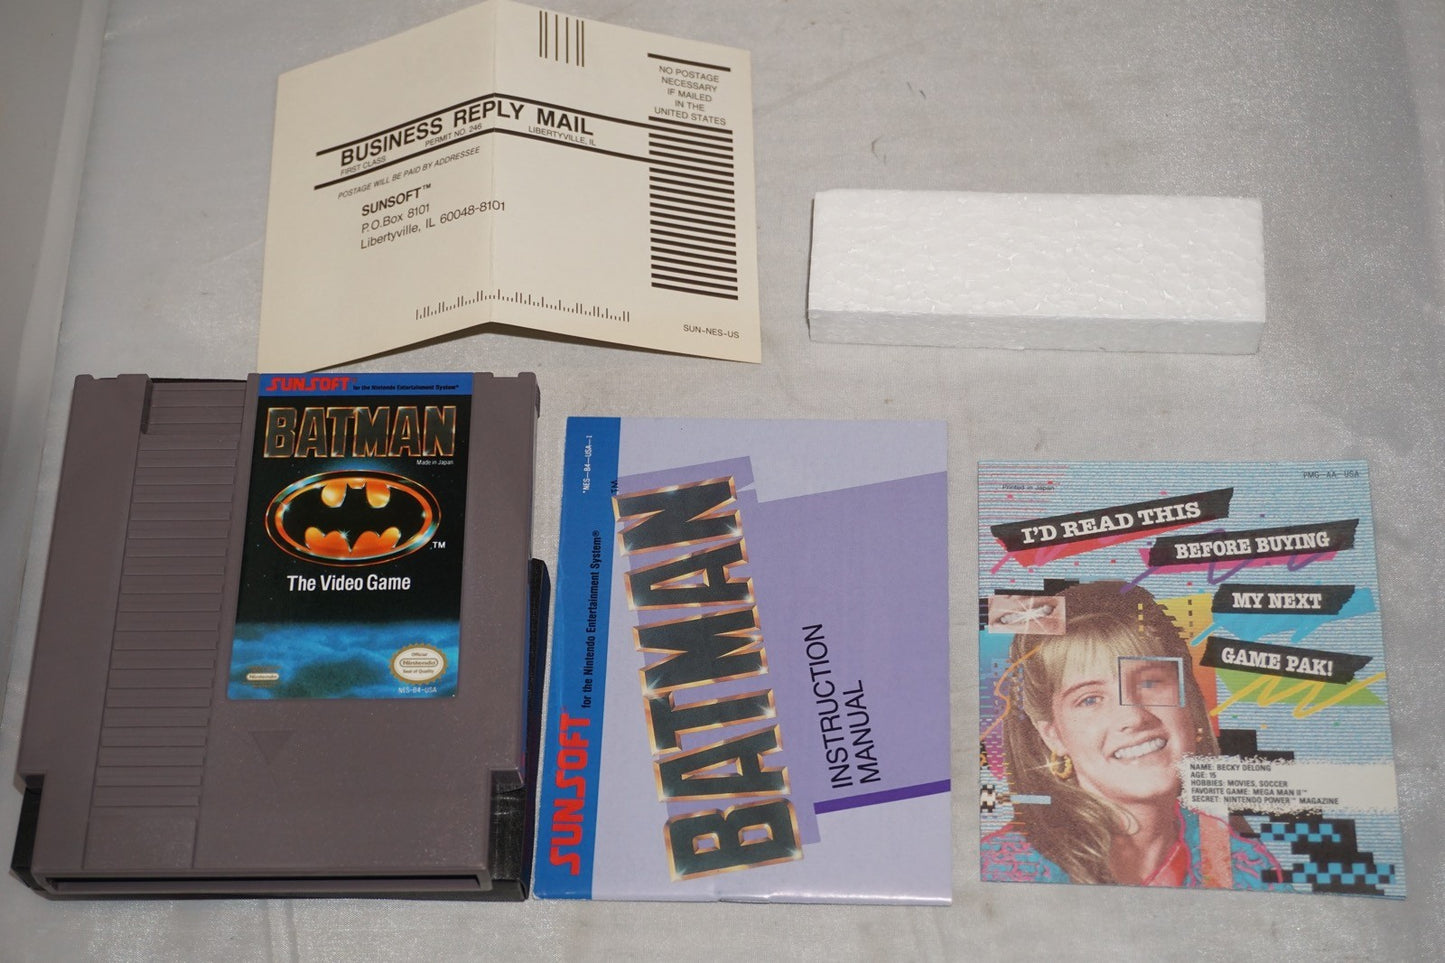 NO POSTAGE
NECESSARY
IF MAILED
IN THE
UNITED STATES
BUSINESS REPLY MAIL
FIRST CLASS PERMIT NO. 246 LIBERTYVILLE, IL
POSTAGE WILL BE PAID BY ADDRESSEE
SUNSOFT™
P.O.Box 8101
Libertyville, IL 60048-8101
SUN-NES-US
SUNSOFT® for the Nintendo Entertainment System®
BATMAN
Made in Japan
TM
The Video Game
Official
Nintendo
Seal of Quality
Nintendo
NES-B4-USA
SUNSOFT® for the Nintendo Entertainment System®
NES-B4-USA-1
BATMAN
TM
INSTRUCTION
MANUAL
PMG-AA-USA
Printed in Japan
I'D READ THIS
BEFORE BUYING
MY NEXT
GAME PAK!
NAME: BECKY DELONG
AGE: 15
HOBBIES: MOVIES, SOCCER
FAVORITE GAME: MEGA MAN II™
SECRET: NINTENDO POWER™ MAGAZINE